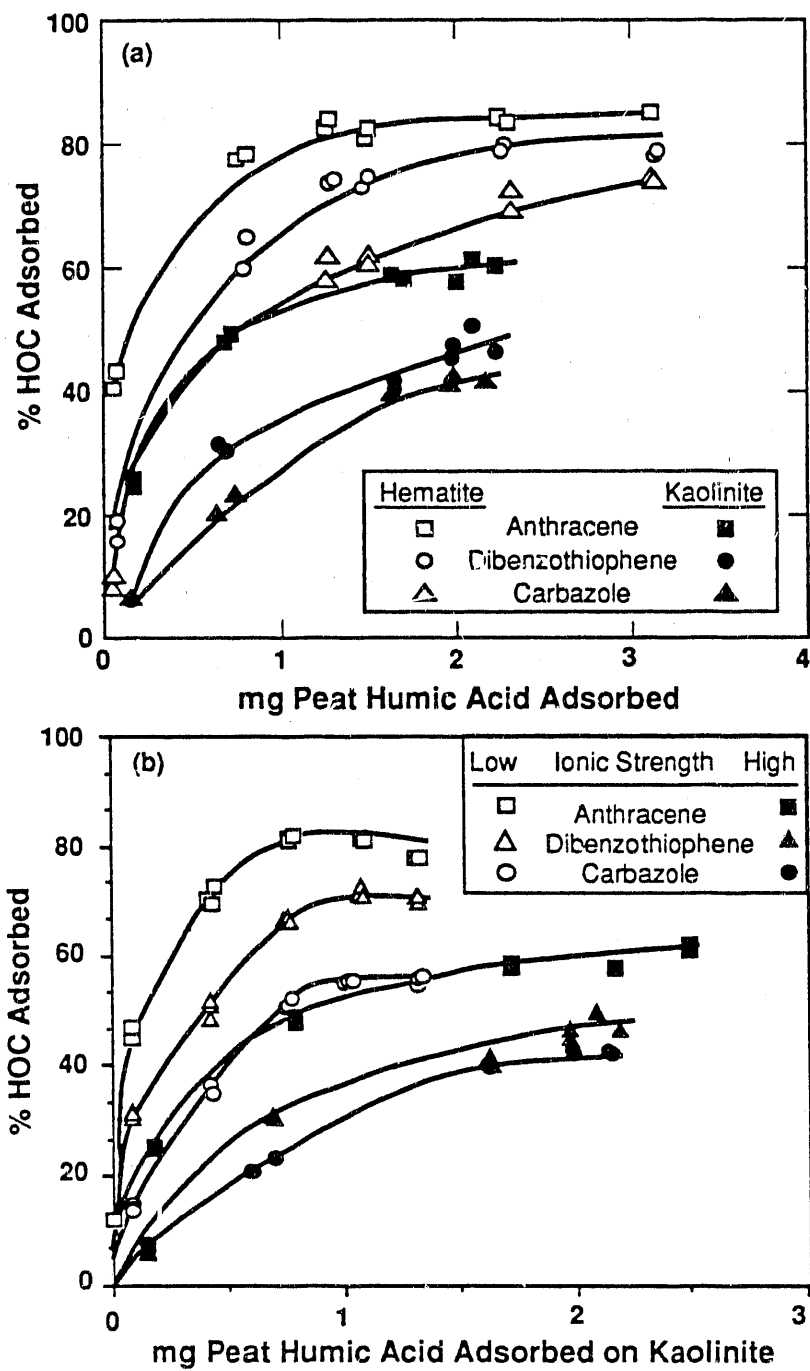 100
(a)
80
60
40
20
0
% HOC Adsorbed
Hematite Kaolinite
Anthracene
Dibenzothiophene
Carbazole
0 1 2 3 4
mg Peat Humic Acid Adsorbed
100
(b)
80
60
40
20
0
% HOC Adsorbed
Low Ionic Strength High
Anthracene
Dibenzothiophene
Carbazole
0 1 2 3
mg Peat Humic Acid Adsorbed on Kaolinite